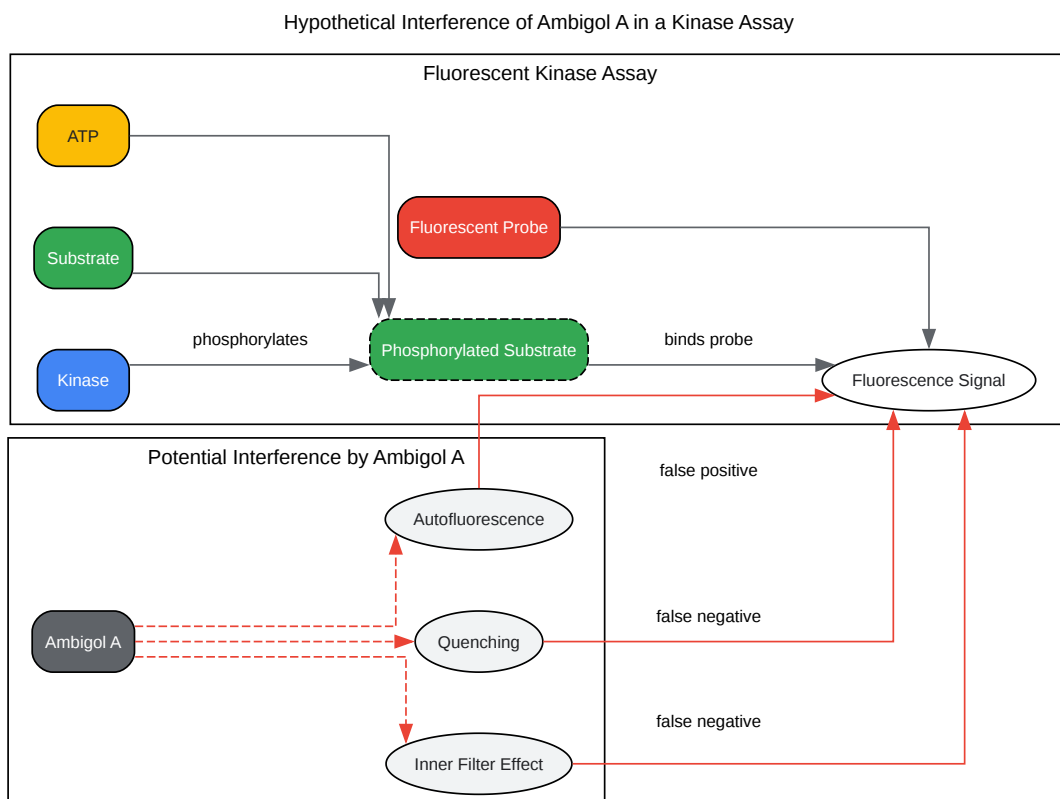 Hypothetical Interference of Ambigol A in a Kinase Assay
Fluorescent Kinase Assay
ATP
Fluorescent Probe
Substrate
phosphorylates
Phosphorylated Substrate
binds probe
Kinase
Fluorescence Signal
Potential Interference by Ambigol A
false positive
Autofluorescence
false negative
Ambigol A
Quenching
false negative
Inner Filter Effect